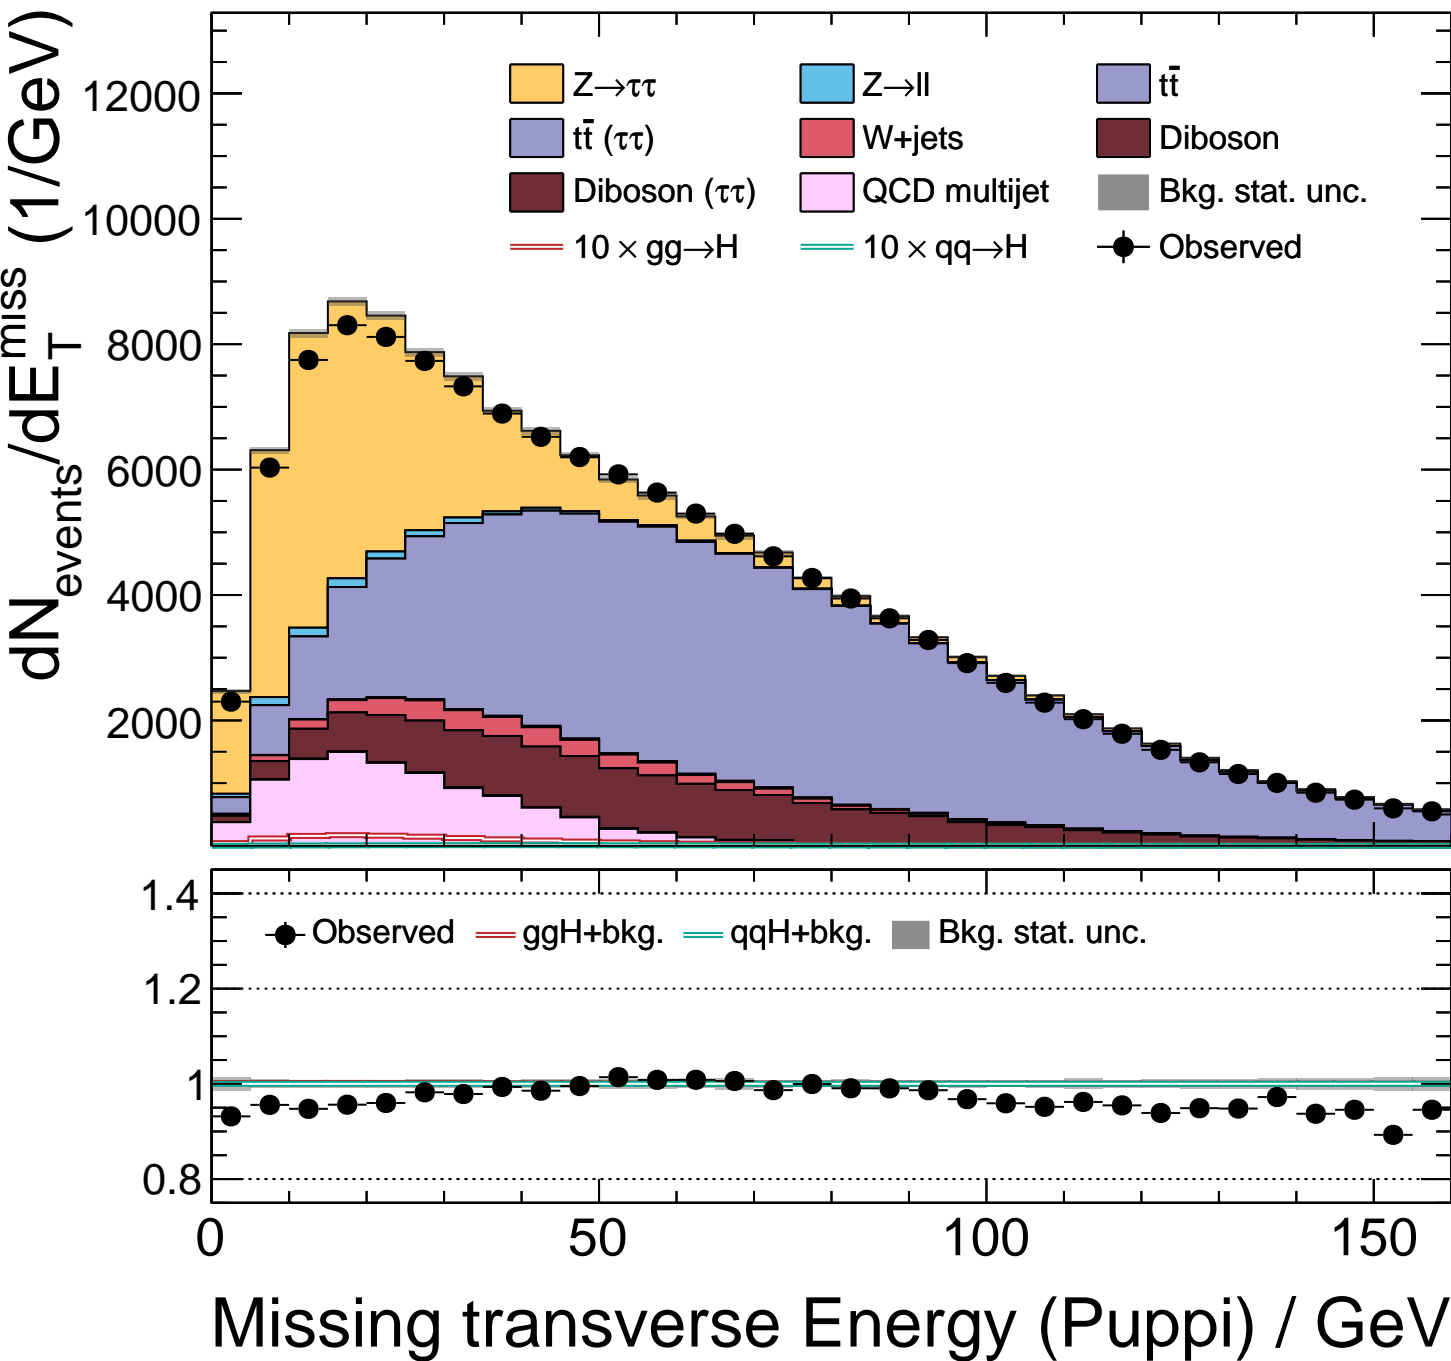 dN_events/dE_T^miss (1/GeV)
12000
10000
8000
6000
4000
2000
Z→ττ Z→ll tt̄
tt̄ (ττ) W+jets Diboson
Diboson (ττ) QCD multijet Bkg. stat. unc.
10 × gg→H 10 × qq→H Observed
1.4
1.2
1
0.8
Observed ggH+bkg. qqH+bkg. Bkg. stat. unc.
0 50 100 150
Missing transverse Energy (Puppi) / GeV